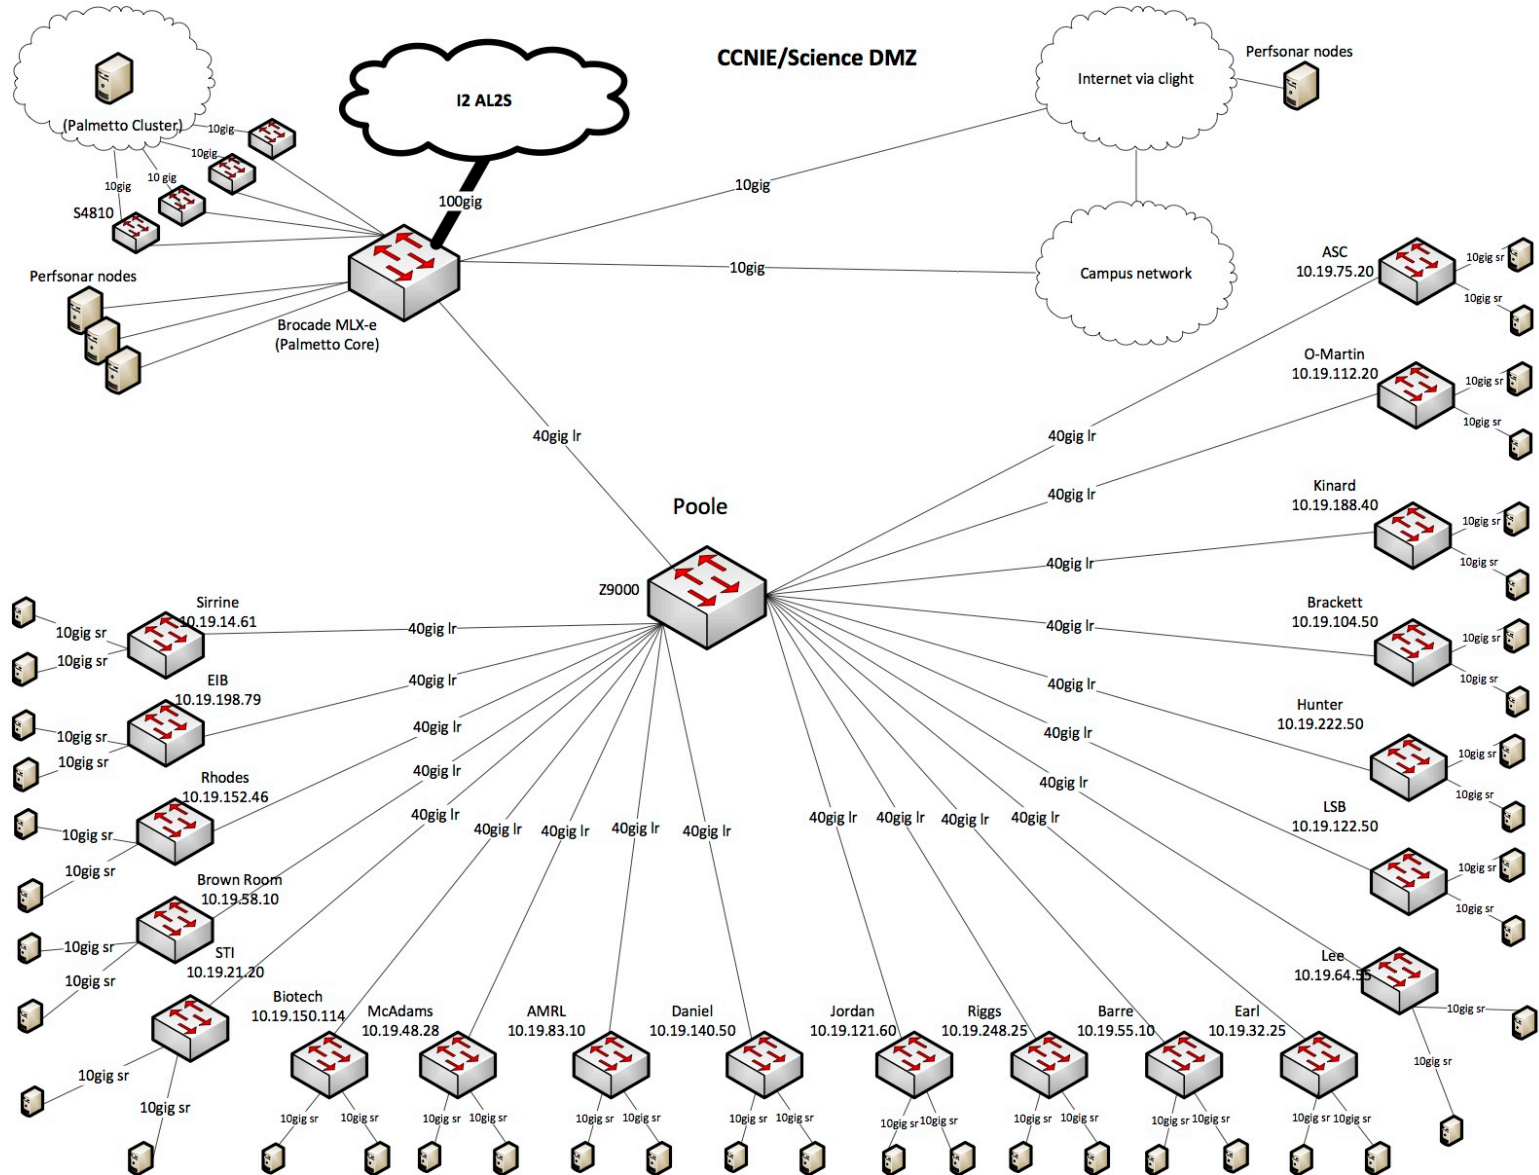 CCNIE/Science DMZ
Perfsonar nodes
Internet via clight
I2 AL2S
(Palmetto Cluster)
10gig
10gig
10 gig
10gig
S4810
100gig
10gig
10gig
Campus network
Perfsonar nodes
Brocade MLX-e
(Palmetto Core)
40gig lr
Poole
Z9000
ASC
10.19.75.20
10gig sr
10gig sr
40gig lr
O-Martin
10.19.112.20
10gig sr
10gig sr
40gig lr
Kinard
10.19.188.40
10gig sr
10gig sr
40gig lr
Brackett
10.19.104.50
10gig sr
10gig sr
40gig lr
Hunter
10.19.222.50
10gig sr
10gig sr
40gig lr
LSB
10.19.122.50
10gig sr
10gig sr
40gig lr
Lee
10.19.64.55
10gig sr
10gig sr
40gig lr
Sirrine
10.19.14.61
10gig sr
10gig sr
40gig lr
EIB
10.19.198.79
10gig sr
10gig sr
40gig lr
Rhodes
10.19.152.46
10gig sr
10gig sr
40gig lr
Brown Room
10.19.58.10
10gig sr
10gig sr
40gig lr
STI
10.19.21.20
10gig sr
10gig sr
40gig lr
Biotech
10.19.150.114
10gig sr
10gig sr
40gig lr
McAdams
10.19.48.28
10gig sr
10gig sr
40gig lr
AMRL
10.19.83.10
10gig sr
10gig sr
40gig lr
Daniel
10.19.140.50
10gig sr
10gig sr
40gig lr
Jordan
10.19.121.60
10gig sr
10gig sr
40gig lr
Riggs
10.19.248.25
10gig sr
10gig sr
40gig lr
Barre
10.19.55.10
10gig sr
10gig sr
40gig lr
Earl
10.19.32.25
10gig sr
10gig sr
40gig lr